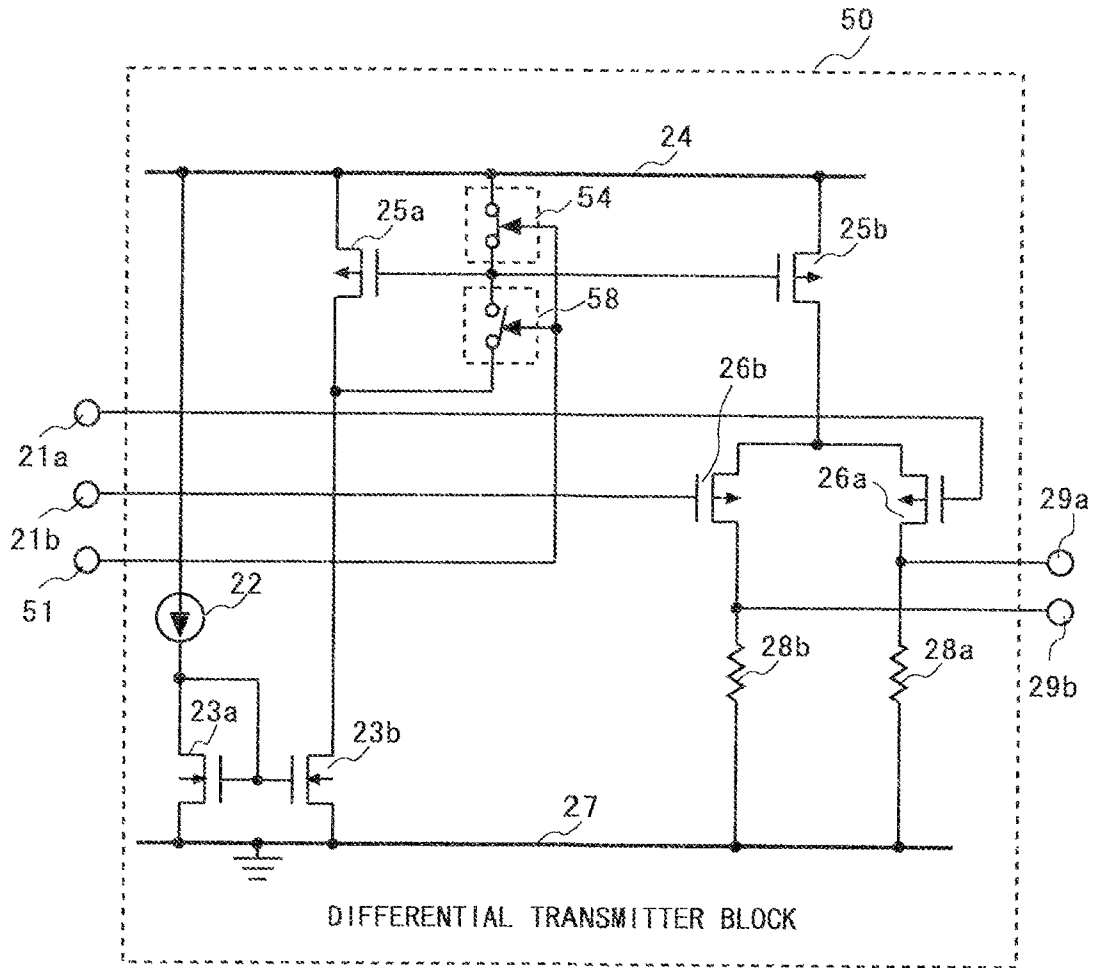 50
24
54
25a
25b
58
26b
21a
26a
29a
21b
22
51
28b
28a
29b
23a
23b
27
DIFFERENTIAL TRANSMITTER BLOCK